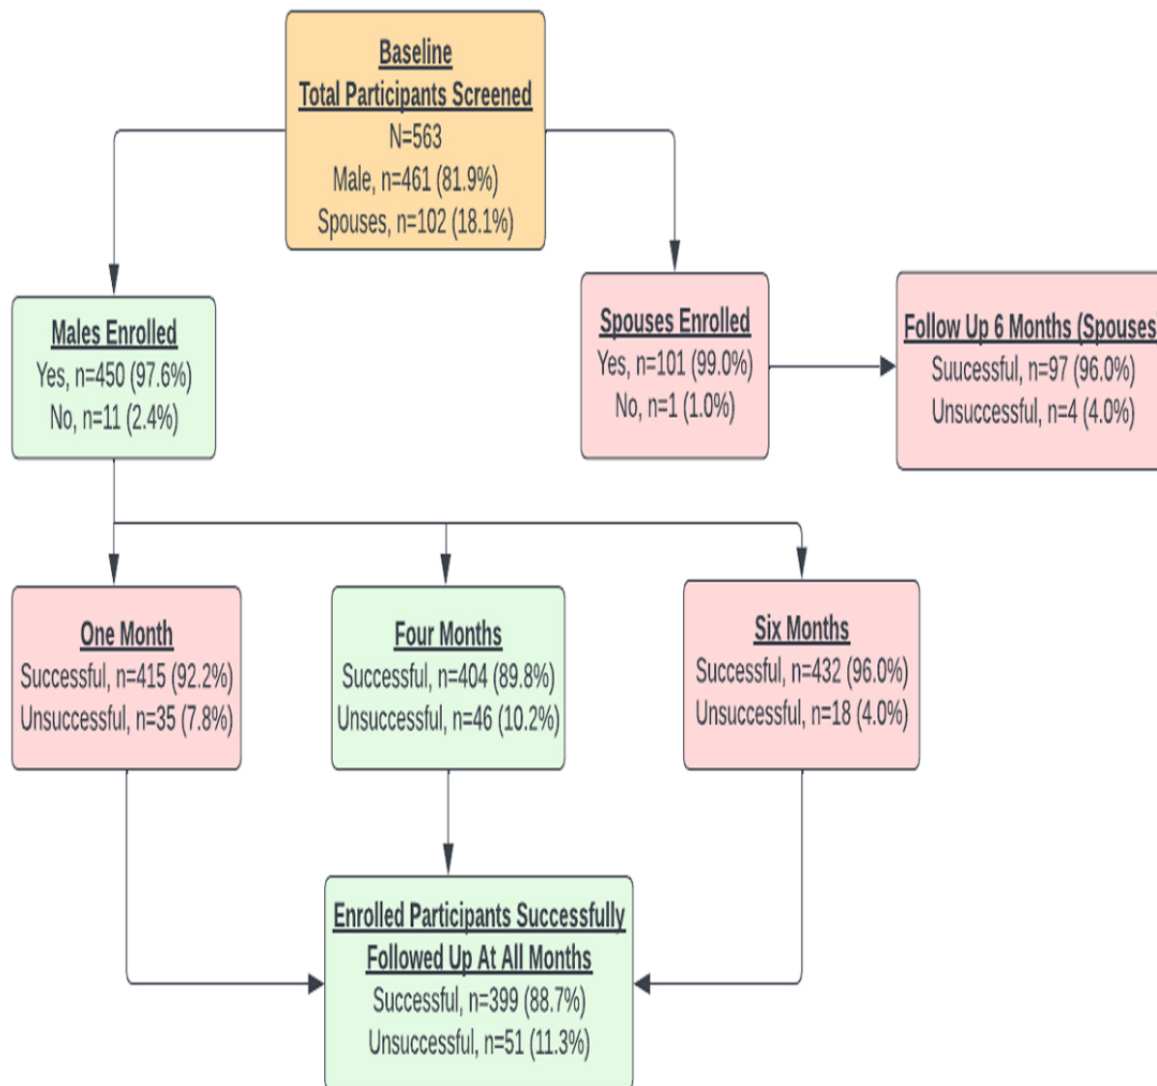 Baseline
Total Participants Screened
N=563
Male, n=461 (81.9%)
Spouses, n=102 (18.1%)
Males Enrolled
Yes, n=450 (97.6%)
No, n=11 (2.4%)
Spouses Enrolled
Yes, n=101 (99.0%)
No, n=1 (1.0%)
Follow Up 6 Months (Spouses)
Suucessful, n=97 (96.0%)
Unsuccessful, n=4 (4.0%)
One Month
Successful, n=415 (92.2%)
Unsuccessful, n=35 (7.8%)
Four Months
Successful, n=404 (89.8%)
Unsuccessful, n=46 (10.2%)
Six Months
Successful, n=432 (96.0%)
Unsuccessful, n=18 (4.0%)
Enrolled Participants Successfully
Followed Up At All Months
Successful, n=399 (88.7%)
Unsuccessful, n=51 (11.3%)